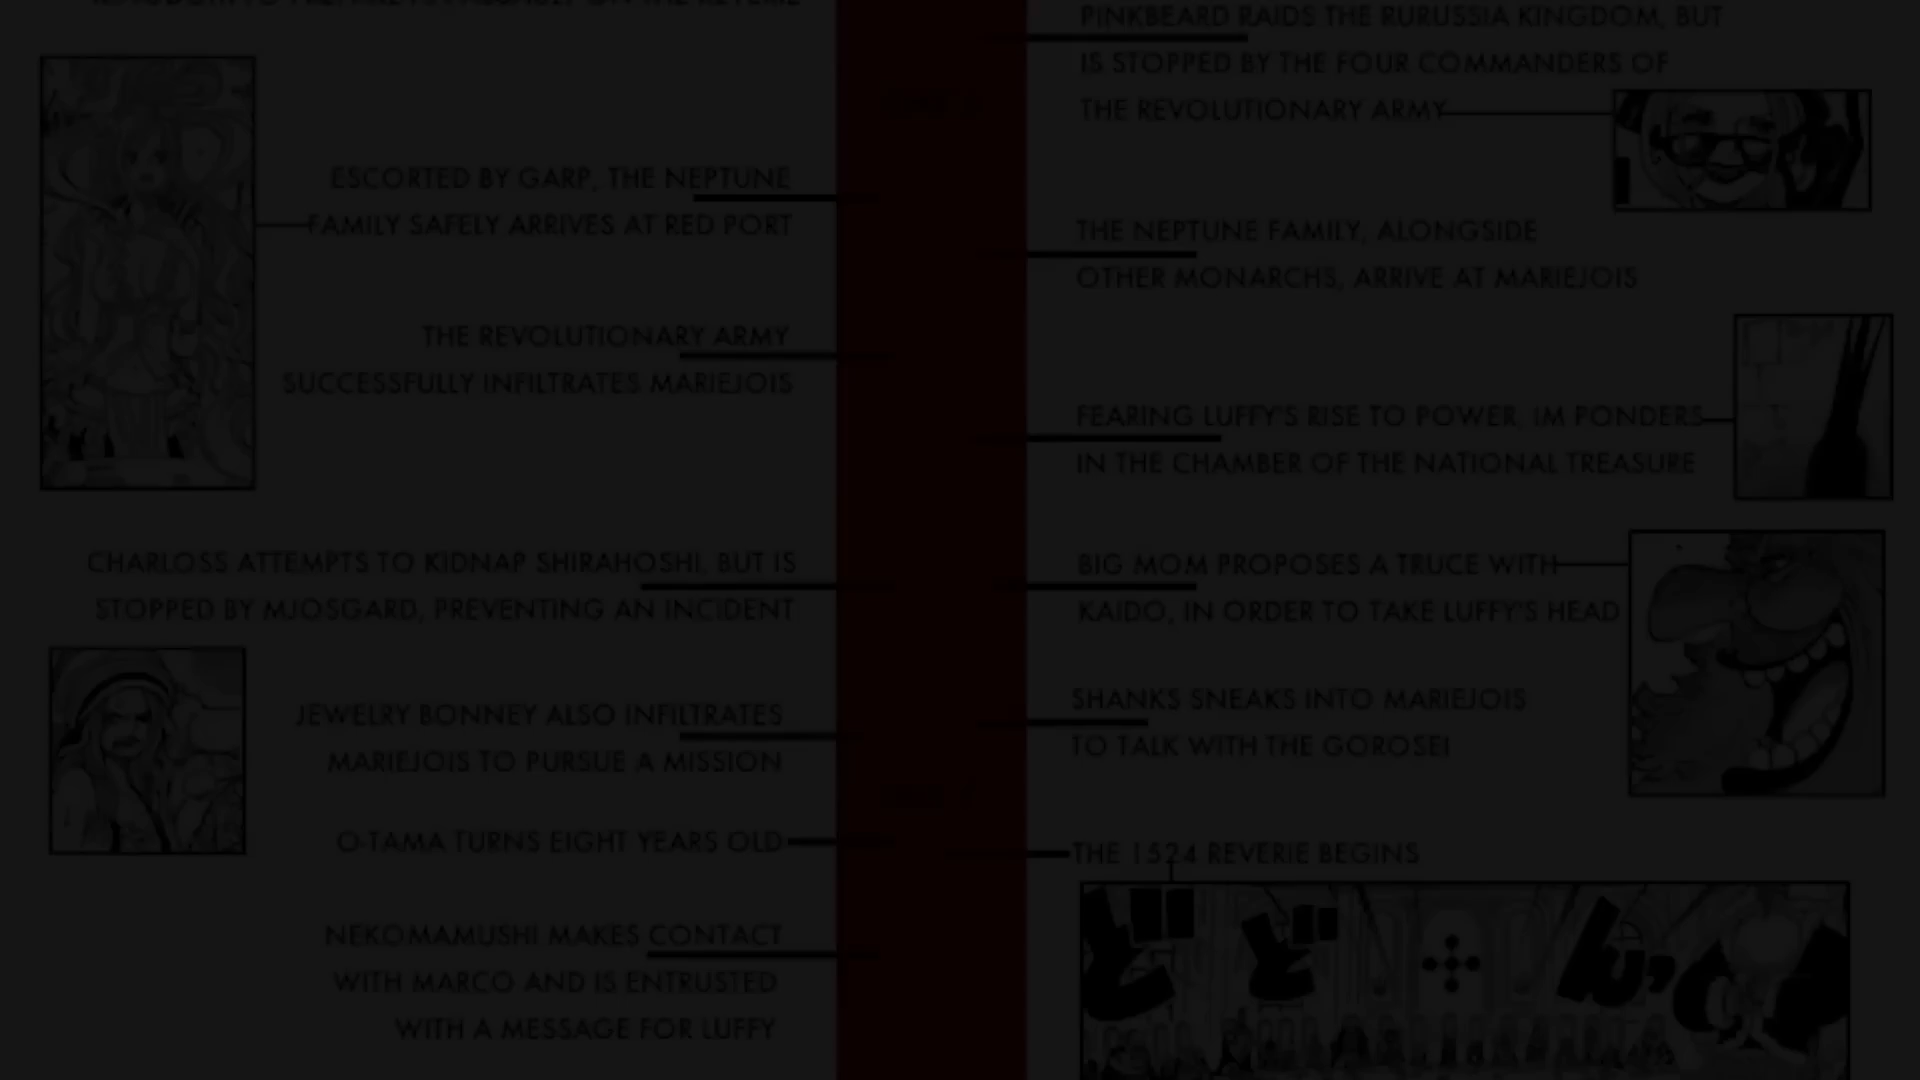 ESCORTED BY GARP, THE NEPTUNE
FAMILY SAFELY ARRIVES AT RED PORT
THE REVOLUTIONARY ARMY
SUCCESSFULLY INFILTRATES MARIEJOIS
CHARLOSS ATTEMPTS TO KIDNAP SHIRAHOSHI, BUT IS
STOPPED BY MJOSGARD, PREVENTING AN INCIDENT
JEWELRY BONNEY ALSO INFILTRATES
MARIEJOIS TO PURSUE A MISSION
O-TAMA TURNS EIGHT YEARS OLD
NEKOMAMUSHI MAKES CONTACT
WITH MARCO AND IS ENTRUSTED
WITH A MESSAGE FOR LUFFY
PINKBEARD RAIDS THE RURUSSIA KINGDOM, BUT
IS STOPPED BY THE FOUR COMMANDERS OF
THE REVOLUTIONARY ARMY
THE NEPTUNE FAMILY, ALONGSIDE
OTHER MONARCHS, ARRIVE AT MARIEJOIS
FEARING LUFFY'S RISE TO POWER, IM PONDERS
IN THE CHAMBER OF THE NATIONAL TREASURE
BIG MOM PROPOSES A TRUCE WITH
KAIDO, IN ORDER TO TAKE LUFFY'S HEAD
SHANKS SNEAKS INTO MARIEJOIS
TO TALK WITH THE GOROSEI
THE 1524 REVERIE BEGINS